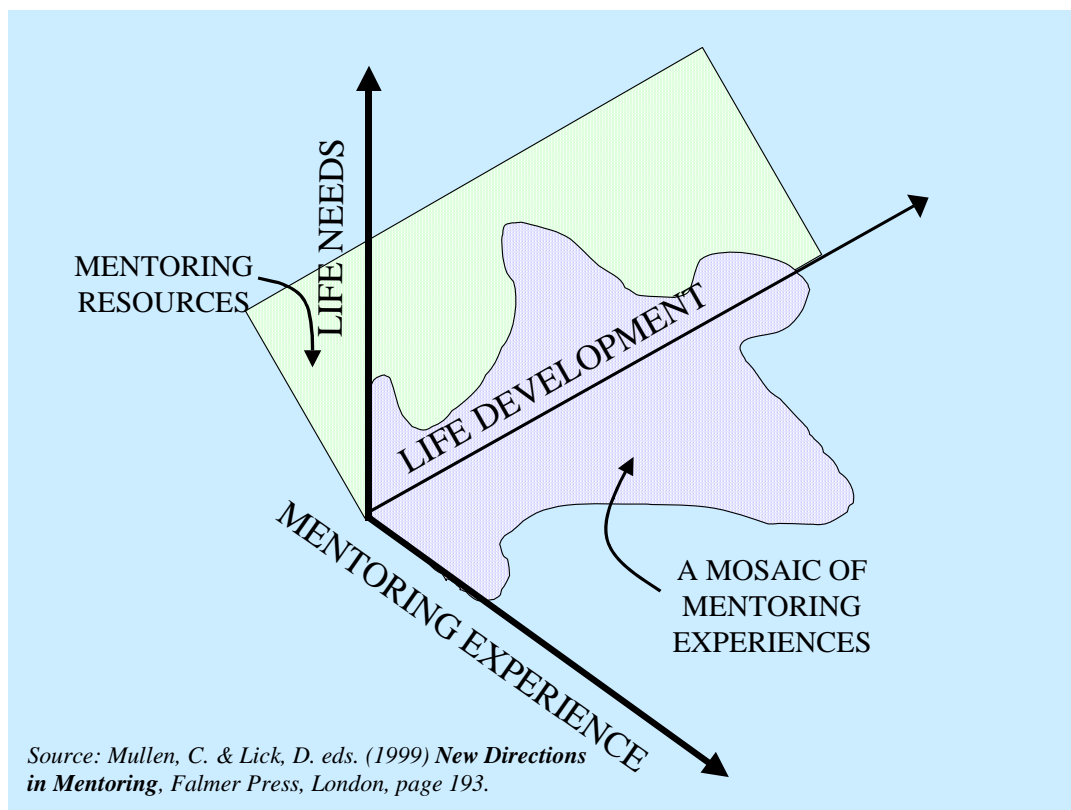 LIFE NEEDS
MENTORING
RESOURCES
LIFE DEVELOPMENT
MENTORING EXPERIENCE
A MOSAIC OF
MENTORING
EXPERIENCES
Source: Mullen, C. & Lick, D. eds. (1999) New Directions
in Mentoring, Falmer Press, London, page 193.